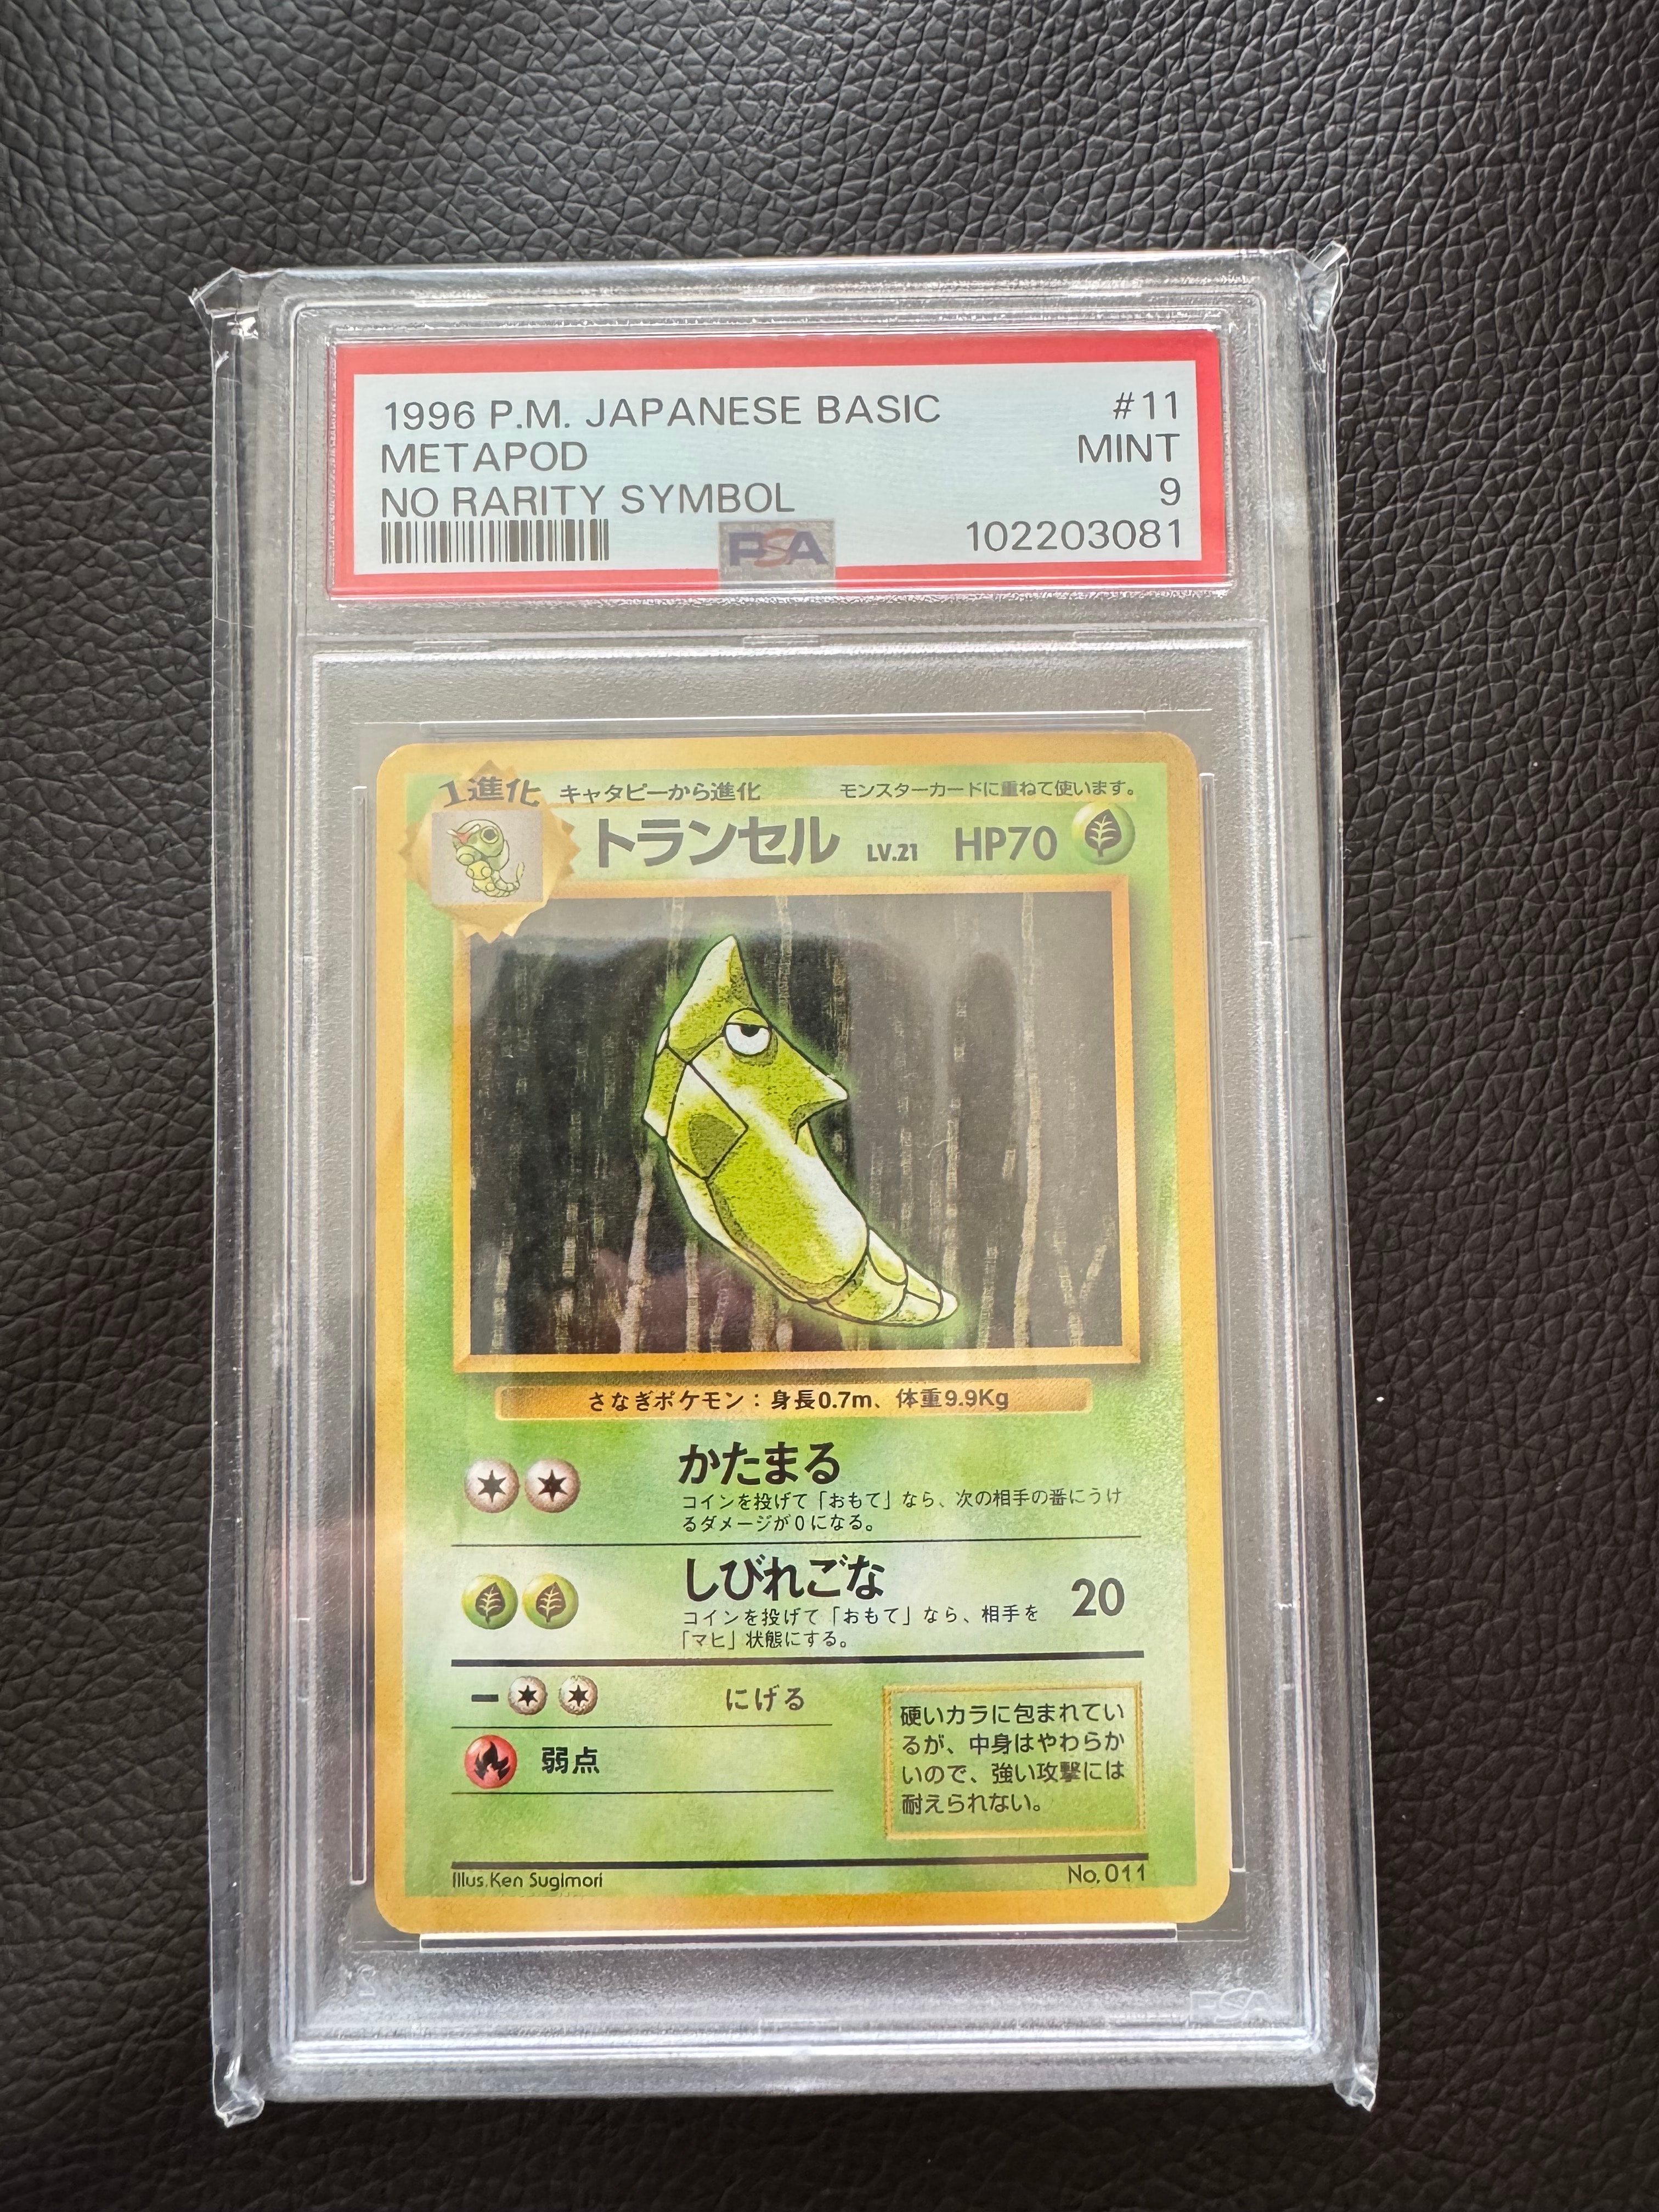 1996 P.M. JAPANESE BASIC #11
METAPOD MINT
NO RARITY SYMBOL 9
PSA 102203081
1進化 キャタピーから進化 モンスターカードに重ねて使います。
トランセル LV.21 HP70
さなぎポケモン：身長0.7m、体重9.9Kg
かたまる
コインを投げて「おもて」なら、次の相手の番にうけ
るダメージが0になる。
しびれごな 20
コインを投げて「おもて」なら、相手を
「マヒ」状態にする。
− にげる
弱点
硬いカラに包まれてい
るが、中身はやわらか
いので、強い攻撃には
耐えられない。
Illus.Ken Sugimori No.011
PSA